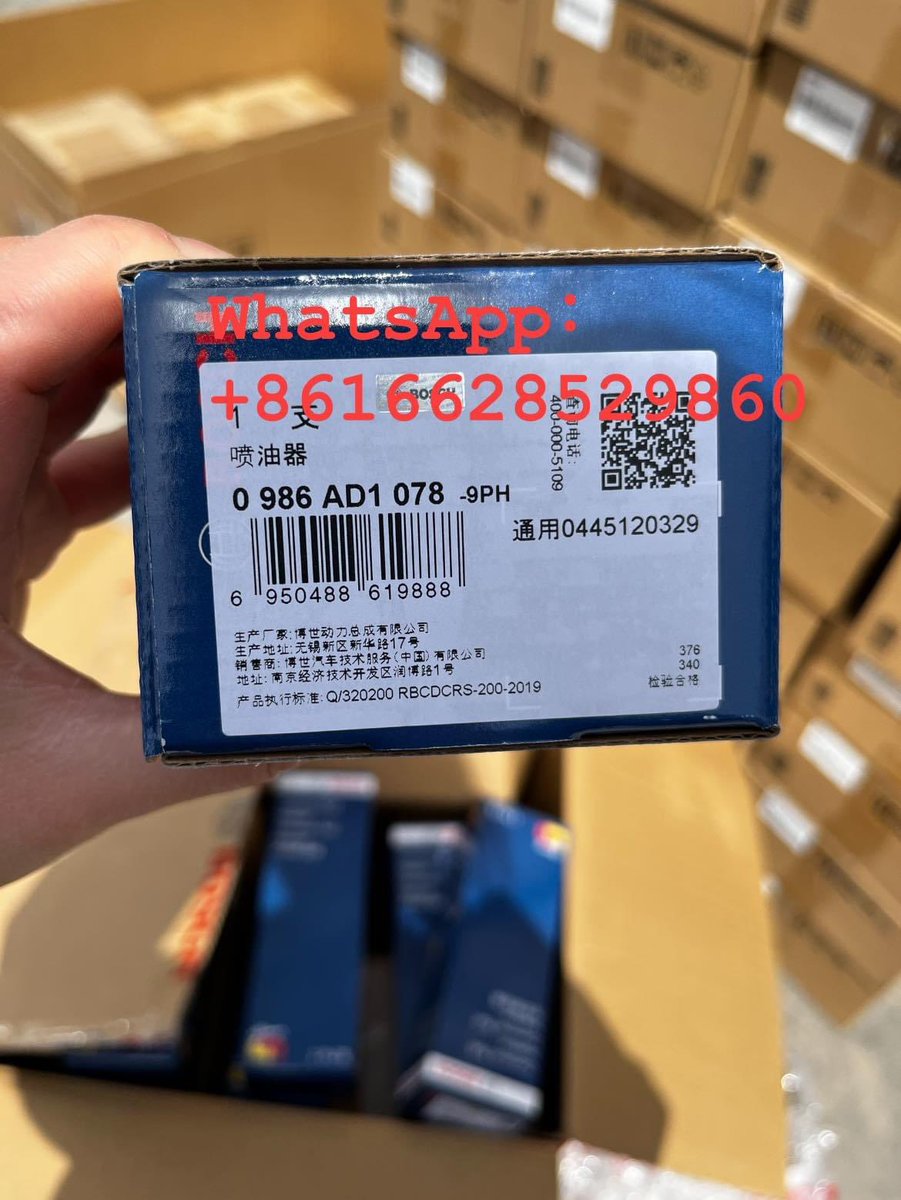 WhatsApp:
+8616628529860
BOSCH
1 支
喷油器
0 986 AD1 078 -9PH
查询电话:
400-000-5109
通用0445120329
6 950488 619888
生产厂家:博世动力总成有限公司
生产地址:无锡新区新华路17号
销售商:博世汽车技术服务(中国)有限公司
地址:南京经济技术开发区润博路1号
产品执行标准:Q/320200 RBCDCRS-200-2019
376
340
检验合格